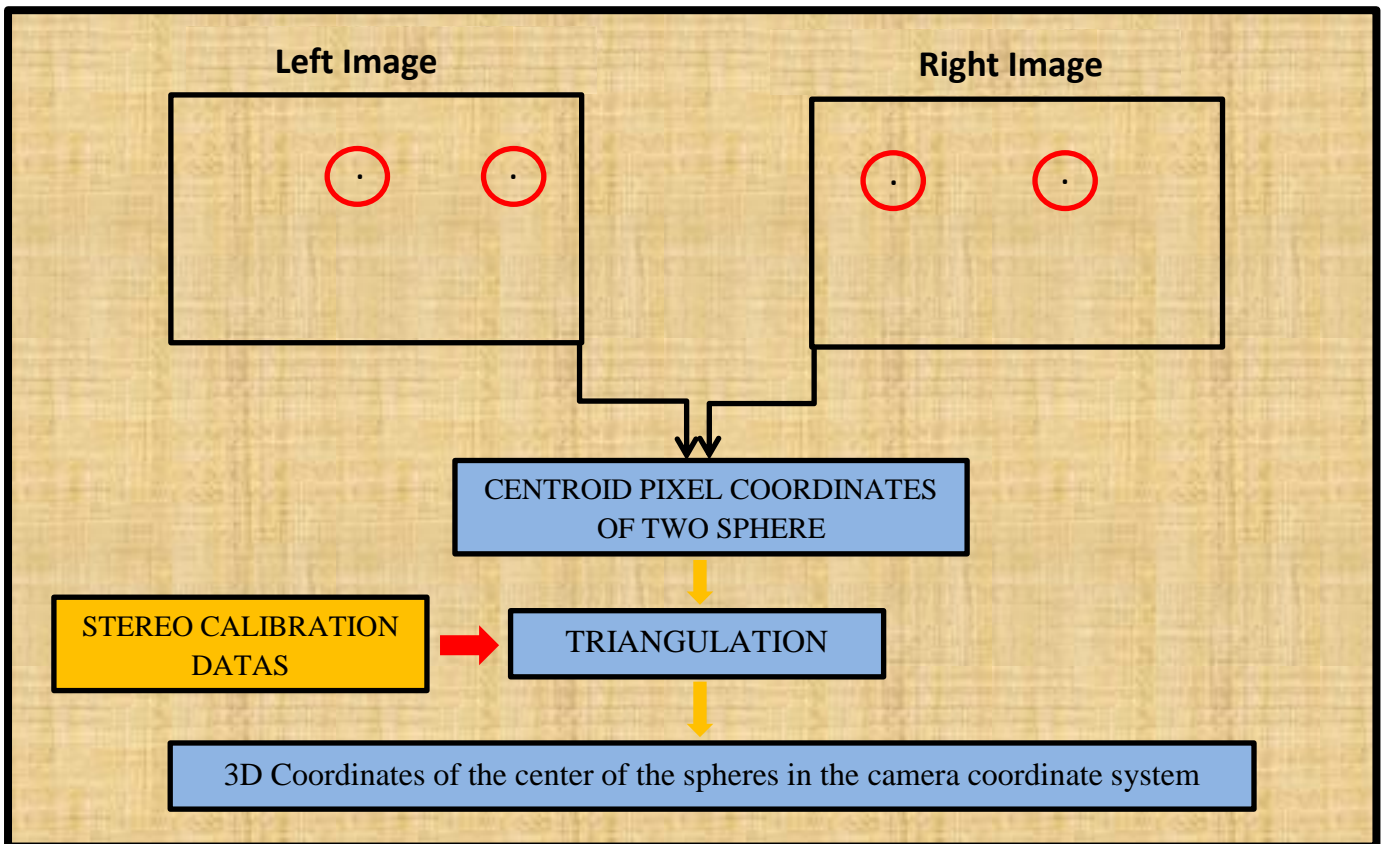 Left Image
Right Image
CENTROID PIXEL COORDINATES
OF TWO SPHERE
STEREO CALIBRATION
DATAS
TRIANGULATION
3D Coordinates of the center of the spheres in the camera coordinate system